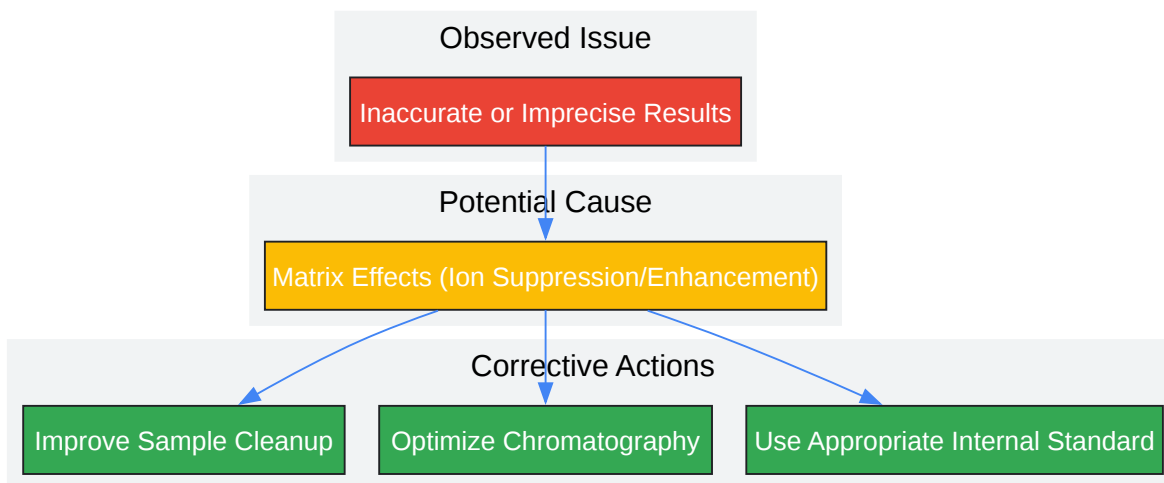 Observed Issue
Inaccurate or Imprecise Results
Potential Cause
Matrix Effects (Ion Suppression/Enhancement)
Corrective Actions
Improve Sample Cleanup
Optimize Chromatography
Use Appropriate Internal Standard